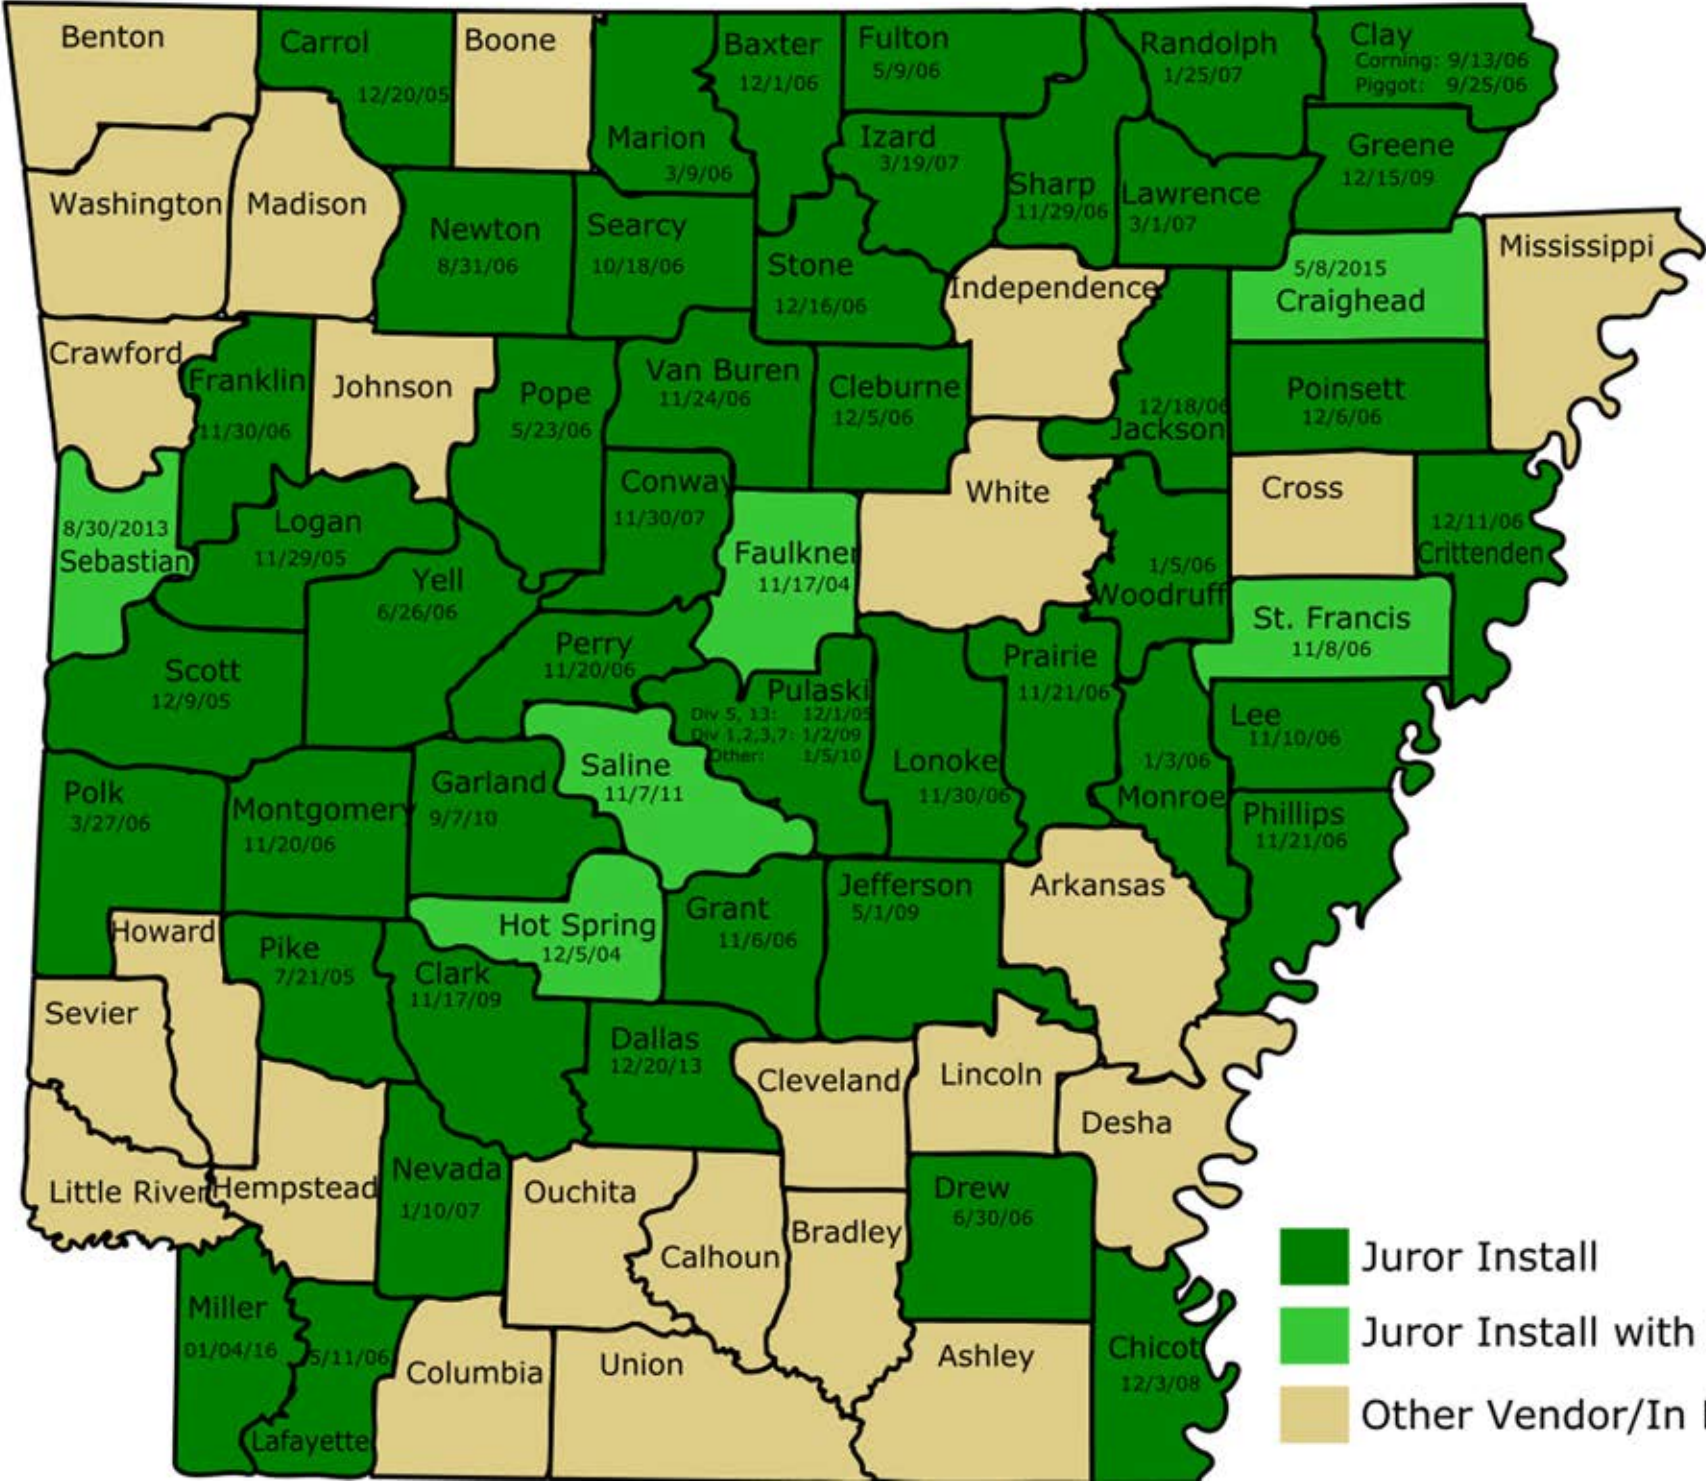 Benton
Carrol
12/20/05
Boone
Marion
3/9/06
Baxter
12/1/06
Fulton
5/9/06
Randolph
1/25/07
Clay
Corning: 9/13/06
Piggot: 9/25/06
Washington
Madison
Newton
8/31/06
Searcy
10/18/06
Stone
12/16/06
Izard
3/19/07
Sharp
11/29/06
Lawrence
3/1/07
Greene
12/15/09
Independence
5/8/2015
Craighead
Mississippi
Crawford
Franklin
11/30/06
Johnson
Pope
5/23/06
Van Buren
11/24/06
Cleburne
12/5/06
12/18/06
Jackson
Poinsett
12/6/06
8/30/2013
Sebastian
Logan
11/29/05
Yell
6/26/06
Conway
11/30/07
Faulkner
11/17/04
White
1/5/06
Woodruff
Cross
12/11/06
Crittenden
Scott
12/9/05
Perry
11/20/06
Pulaski
Div 5, 13: 12/1/05
Div 1,2,3,7: 1/2/09
Other: 1/5/10
Prairie
11/21/06
St. Francis
11/8/06
Lee
11/10/06
Polk
3/27/06
Montgomery
11/20/06
Garland
9/7/10
Saline
11/7/11
Lonoke
11/30/06
1/3/06
Monroe
Phillips
11/21/06
Howard
Pike
7/21/05
Clark
11/17/09
Hot Spring
12/5/04
Grant
11/6/06
Jefferson
5/1/09
Arkansas
Sevier
Dallas
12/20/13
Cleveland
Lincoln
Desha
Little River
Hempstead
Nevada
1/10/07
Ouchita
Calhoun
Bradley
Drew
6/30/06
Miller
01/04/16
5/11/06
Lafayette
Columbia
Union
Ashley
Chicot
12/3/08
Juror Install
Juror Install with
Other Vendor/In